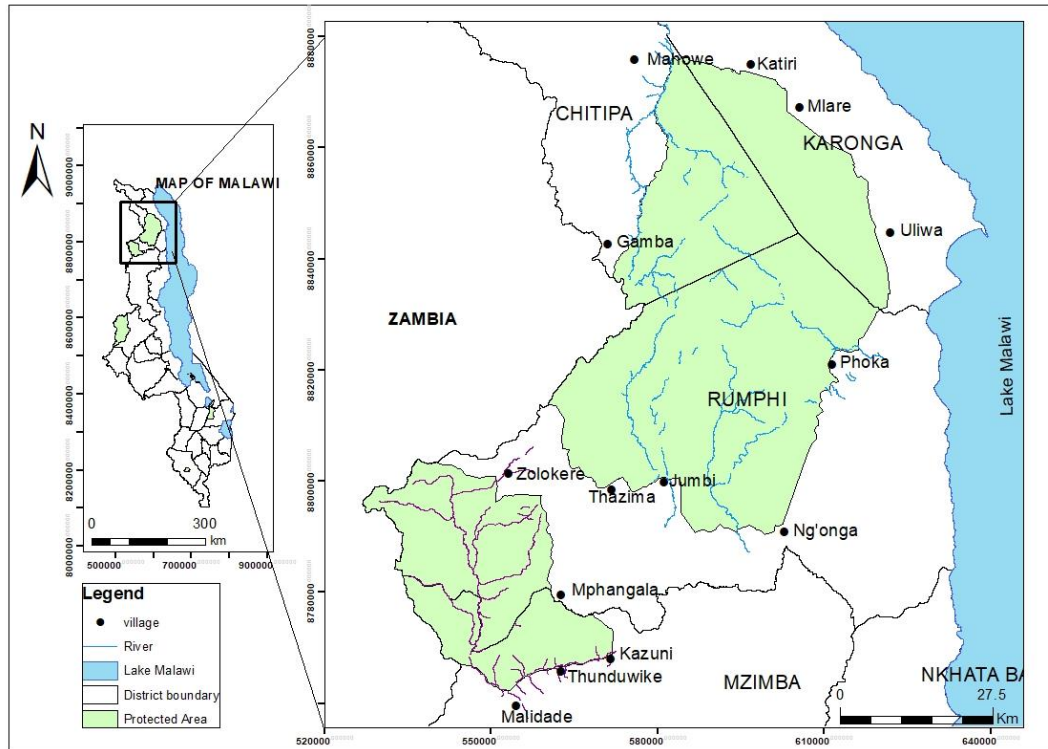 N
MAP OF MALAWI
9000000
8800000
8600000
8400000
8200000
8000000
0 300
km
500000 700000 900000
Legend
village
River
Lake Malawi
District boundary
Protected Area
8880000
8860000
8840000
8820000
8800000
8780000
520000 550000 580000 610000 640000
Mahowe
Katiri
CHITIPA
Mlare
KARONGA
Uliwa
Gamba
ZAMBIA
Lake Malawi
Phoka
RUMPHI
Zolokere
Thazima
Jumbi
Ng'onga
Mphangala
Kazuni
Thunduwike
MZIMBA
NKHATA BA
Malidade
0 27.5
Km